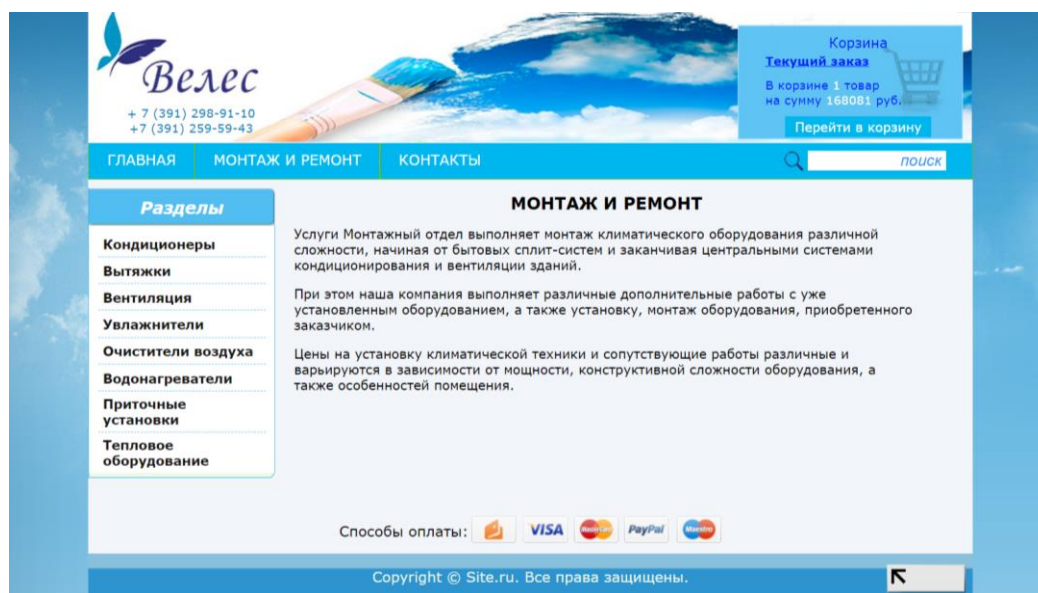 Велес
+ 7 (391) 298-91-10
+7 (391) 259-59-43
Корзина
Текущий заказ
В корзине 1 товар
на сумму 168081 руб.
Перейти в корзину
ГЛАВНАЯ МОНТАЖ И РЕМОНТ КОНТАКТЫ поиск
Разделы
Кондиционеры
Вытяжки
Вентиляция
Увлажнители
Очистители воздуха
Водонагреватели
Приточные
установки
Тепловое
оборудование
МОНТАЖ И РЕМОНТ
Услуги Монтажный отдел выполняет монтаж климатического оборудования различной
сложности, начиная от бытовых сплит-систем и заканчивая центральными системами
кондиционирования и вентиляции зданий.
При этом наша компания выполняет различные дополнительные работы с уже
установленным оборудованием, а также установку, монтаж оборудования, приобретенного
заказчиком.
Цены на установку климатической техники и сопутствующие работы различные и
варьируются в зависимости от мощности, конструктивной сложности оборудования, а
также особенностей помещения.
Способы оплаты: VISA MasterCard PayPal Maestro
Copyright © Site.ru. Все права защищены.